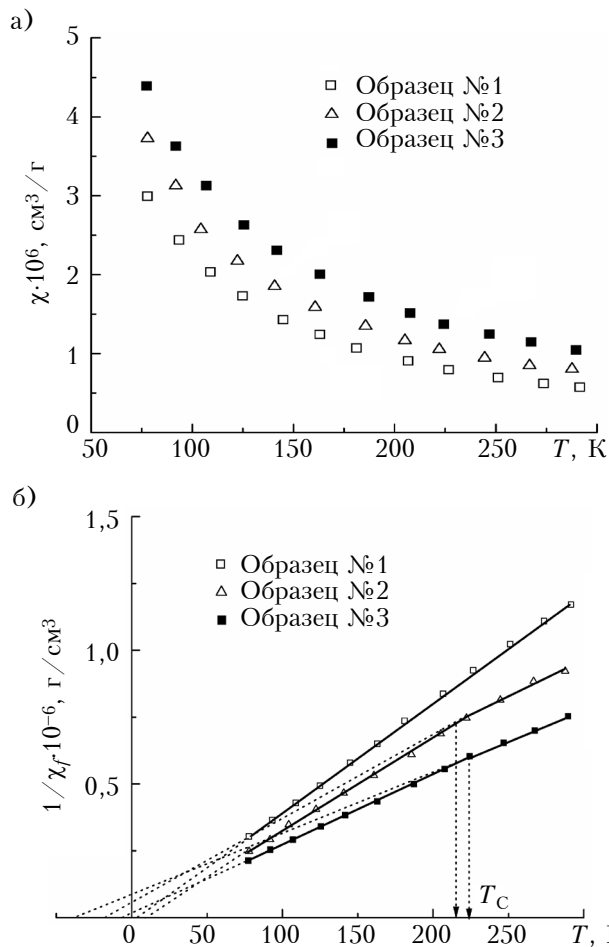 а)
5
4
3
2
1
0
χ·10⁶, см³/г
□ Образец №1
△ Образец №2
■ Образец №3
50 100 150 200 250 T, К
б)
1,5
1,0
0,5
1/χf·10⁻⁶, г/см³
□ Образец №1
△ Образец №2
■ Образец №3
TC
0 50 100 150 200 250 T,